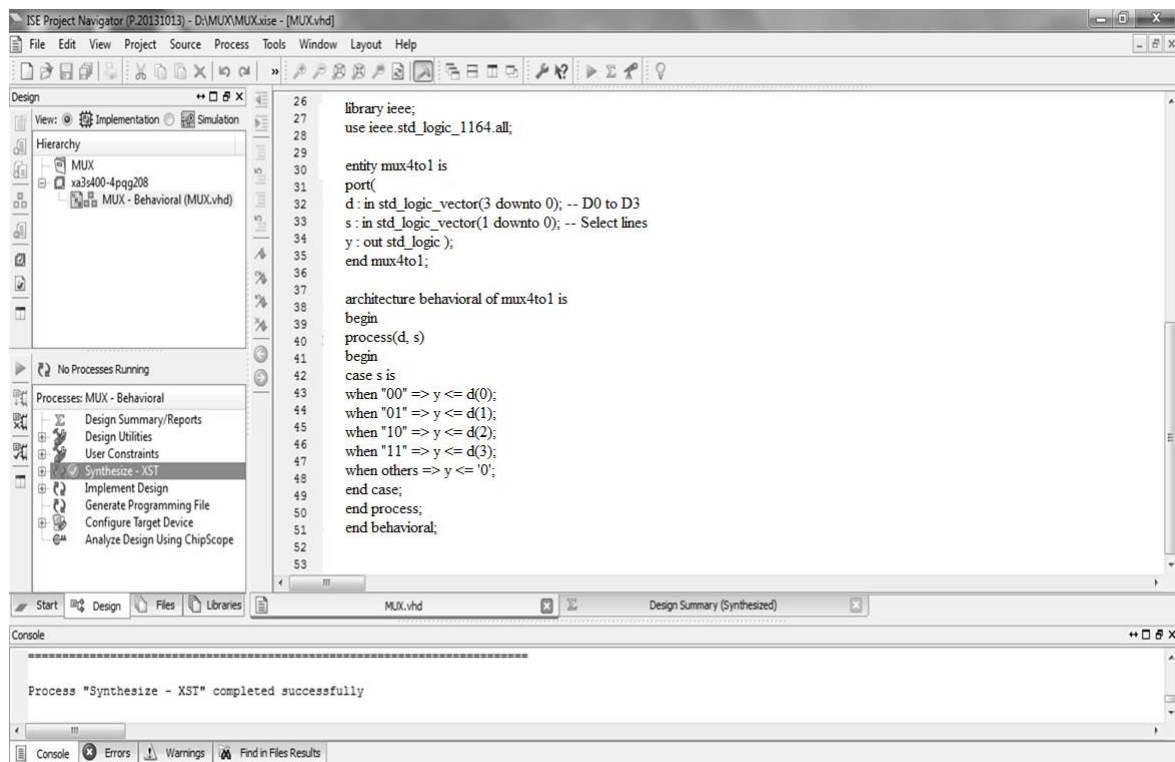 ISE Project Navigator (P.20131013) - D:\MUX\MUX.xise - [MUX.vhd]
File Edit View Project Source Process Tools Window Layout Help
Design
View: Implementation Simulation
Hierarchy
MUX
xa3s400-4pqg208
MUX - Behavioral (MUX.vhd)
No Processes Running
Processes: MUX - Behavioral
Design Summary/Reports
Design Utilities
User Constraints
Synthesize - XST
Implement Design
Generate Programming File
Configure Target Device
Analyze Design Using ChipScope
Start Design Files Libraries
26
27
28
29
30
31
32
33
34
35
36
37
38
39
40
41
42
43
44
45
46
47
48
49
50
51
52
53
library ieee;
use ieee.std_logic_1164.all;
entity mux4to1 is
port(
d : in std_logic_vector(3 downto 0); -- D0 to D3
s : in std_logic_vector(1 downto 0); -- Select lines
y : out std_logic );
end mux4to1;
architecture behavioral of mux4to1 is
begin
process(d, s)
begin
case s is
when "00" => y <= d(0);
when "01" => y <= d(1);
when "10" => y <= d(2);
when "11" => y <= d(3);
when others => y <= '0';
end case;
end process;
end behavioral;
MUX.vhd Design Summary (Synthesized)
Console
=========================================================================
Process "Synthesize - XST" completed successfully
Console Errors Warnings Find in Files Results